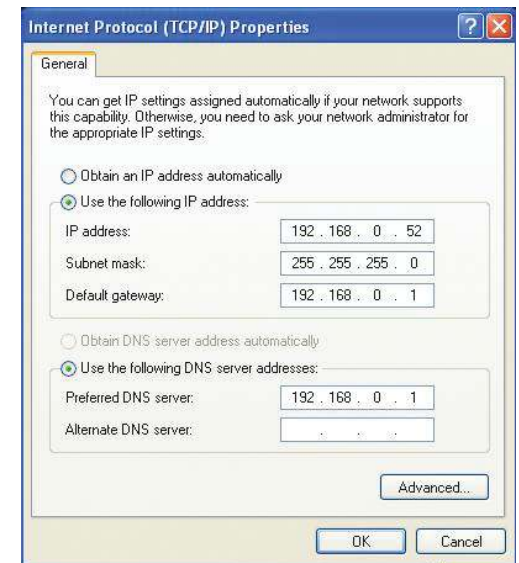 Internet Protocol (TCP/IP) Properties
General
You can get IP settings assigned automatically if your network supports
this capability. Otherwise, you need to ask your network administrator for
the appropriate IP settings.
Obtain an IP address automatically
Use the following IP address:
IP address: 192 . 168 . 0 . 52
Subnet mask: 255 . 255 . 255 . 0
Default gateway: 192 . 168 . 0 . 1
Obtain DNS server address automatically
Use the following DNS server addresses:
Preferred DNS server: 192 . 168 . 0 . 1
Alternate DNS server: . . .
Advanced...
OK Cancel